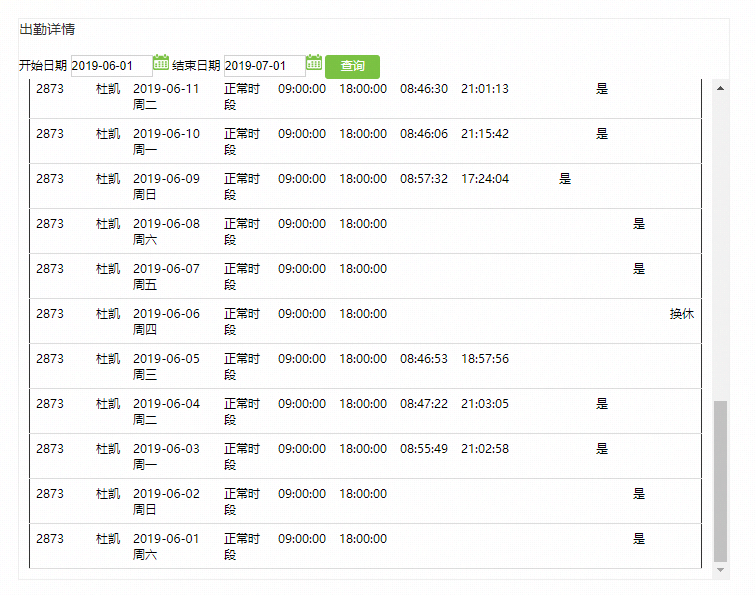 出勤详情
开始日期 2019-06-01 结束日期 2019-07-01 查询
2873 杜凯 2019-06-11 正常时 09:00:00 18:00:00 08:46:30 21:01:13 是
周二 段
2873 杜凯 2019-06-10 正常时 09:00:00 18:00:00 08:46:06 21:15:42 是
周一 段
2873 杜凯 2019-06-09 正常时 09:00:00 18:00:00 08:57:32 17:24:04 是
周日 段
2873 杜凯 2019-06-08 正常时 09:00:00 18:00:00 是
周六 段
2873 杜凯 2019-06-07 正常时 09:00:00 18:00:00 是
周五 段
2873 杜凯 2019-06-06 正常时 09:00:00 18:00:00 换休
周四 段
2873 杜凯 2019-06-05 正常时 09:00:00 18:00:00 08:46:53 18:57:56
周三 段
2873 杜凯 2019-06-04 正常时 09:00:00 18:00:00 08:47:22 21:03:05 是
周二 段
2873 杜凯 2019-06-03 正常时 09:00:00 18:00:00 08:55:49 21:02:58 是
周一 段
2873 杜凯 2019-06-02 正常时 09:00:00 18:00:00 是
周日 段
2873 杜凯 2019-06-01 正常时 09:00:00 18:00:00 是
周六 段